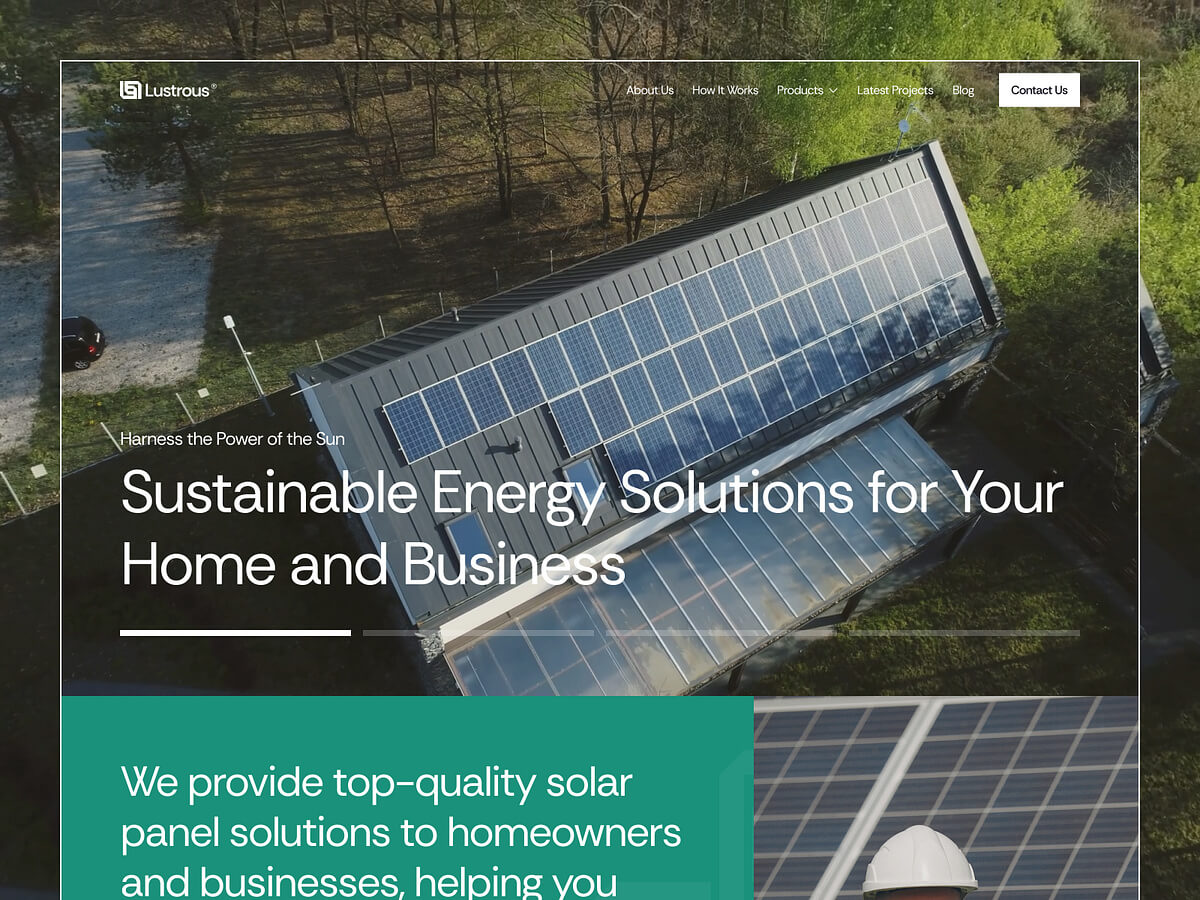 Lustrous®
About Us
How It Works
Products
Latest Projects
Blog
Contact Us
Harness the Power of the Sun
Sustainable Energy Solutions for Your
Home and Business
We provide top-quality solar
panel solutions to homeowners
and businesses, helping you